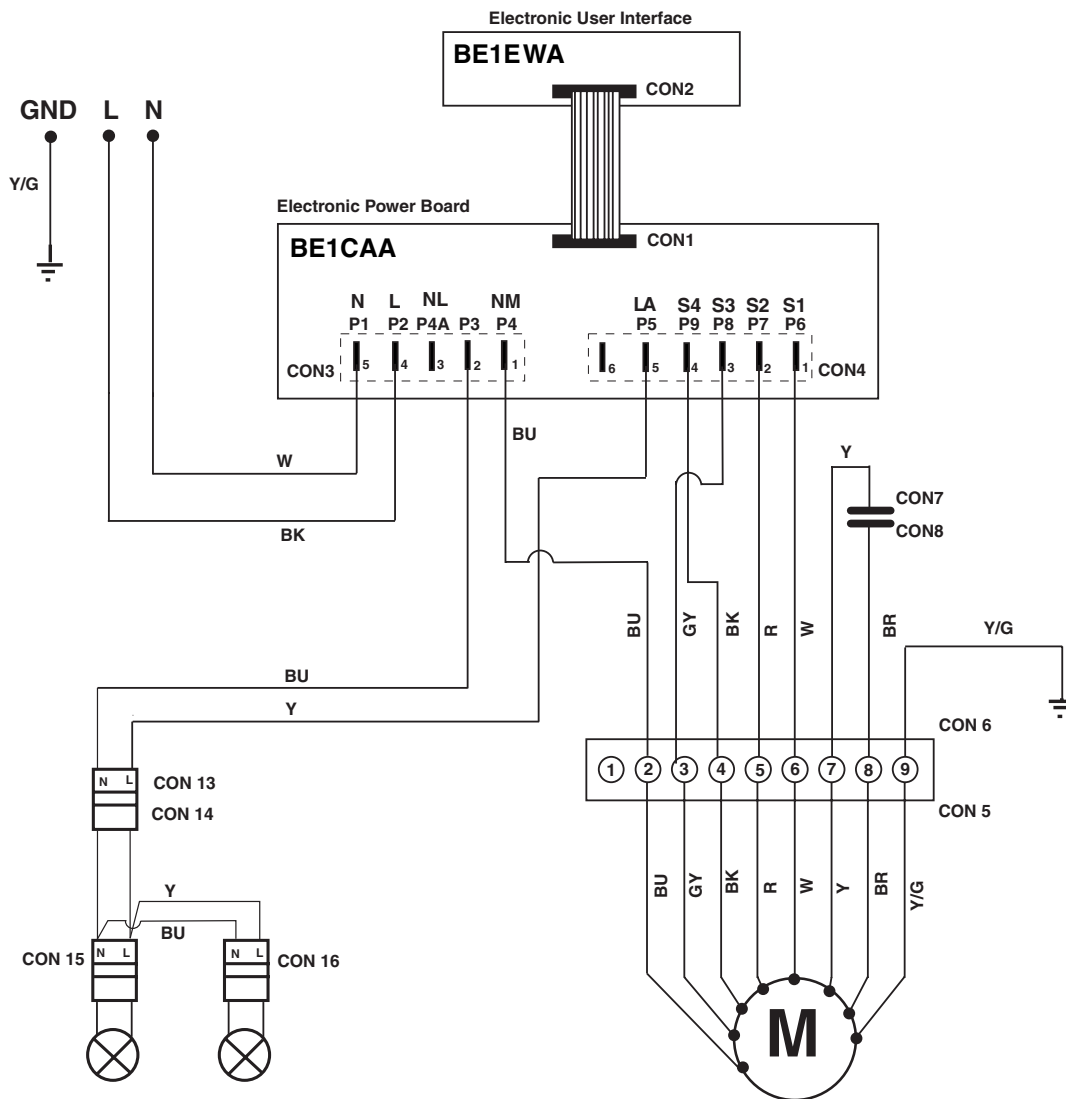 Electronic User Interface
BE1EWA
CON2
GND L N
Y/G
Electronic Power Board
CON1
BE1CAA
N L NL NM LA S4 S3 S2 S1
P1 P2 P4A P3 P4 P5 P9 P8 P7 P6
CON3 5 4 3 2 1 6 5 4 3 2 1 CON4
BU
Y
W
CON7
BK
CON8
BU GY BK R W BR Y/G
BU
Y
CON 6
N L CON 13
1 2 3 4 5 6 7 8 9
CON 14
CON 5
BU GY BK R W Y BR Y/G
Y
BU
CON 15 N L N L CON 16
M